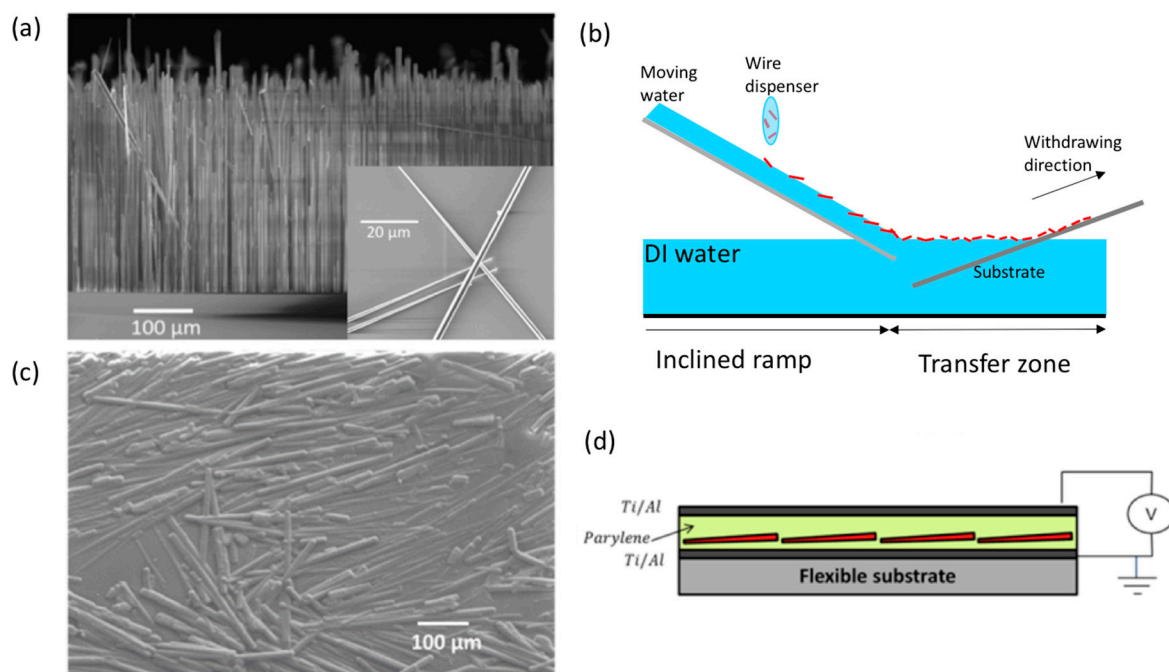 (a)
100 µm
20 µm
(b)
Moving
water
Wire
dispenser
Withdrawing
direction
DI water
Substrate
Inclined ramp
Transfer zone
(c)
100 µm
(d)
Ti/Al
Parylene
Ti/Al
Flexible substrate
V